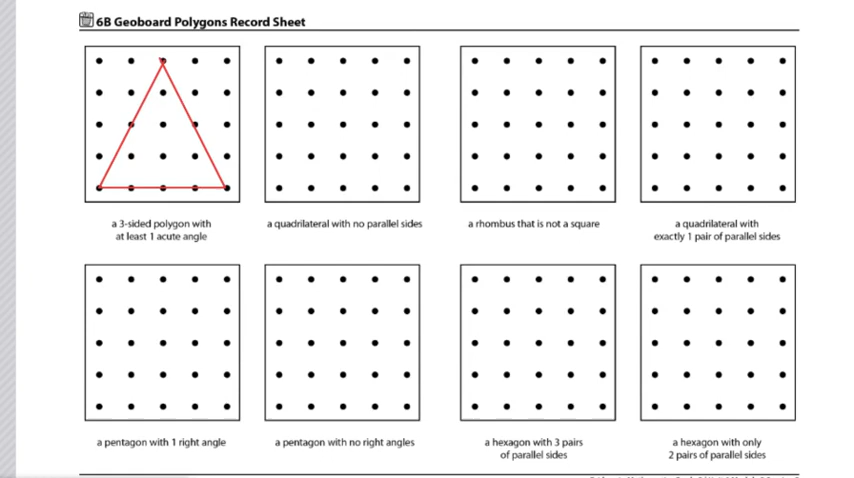 6B Geoboard Polygons Record Sheet
a 3-sided polygon with
at least 1 acute angle
a quadrilateral with no parallel sides
a rhombus that is not a square
a quadrilateral with
exactly 1 pair of parallel sides
a pentagon with 1 right angle
a pentagon with no right angles
a hexagon with 3 pairs
of parallel sides
a hexagon with only
2 pairs of parallel sides